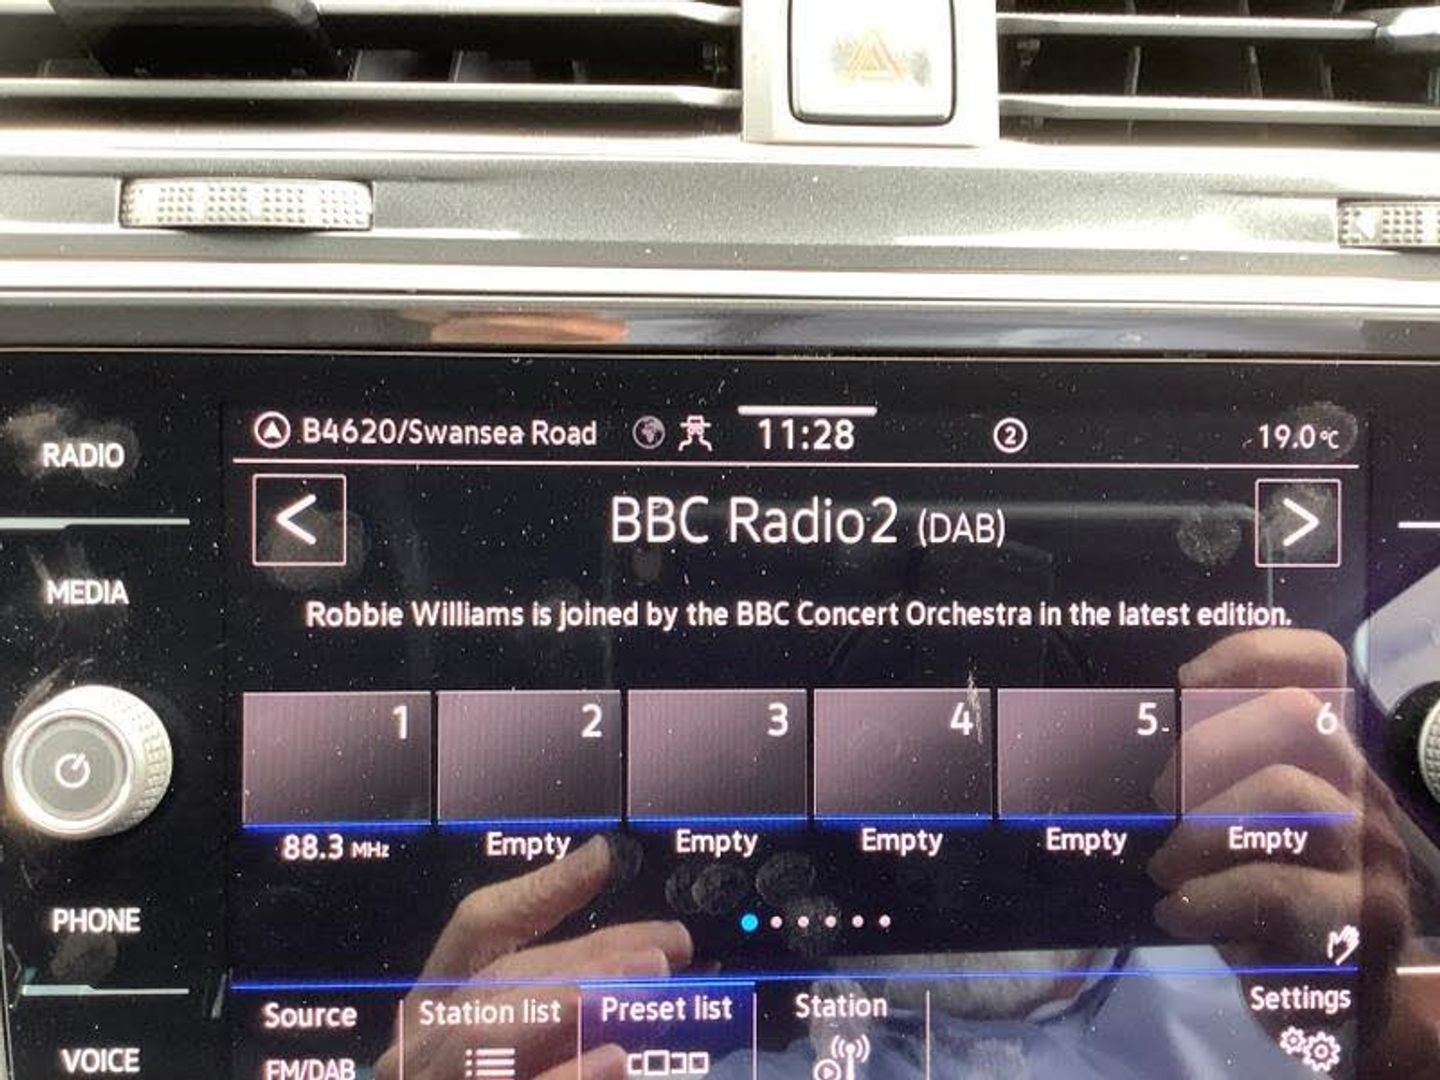 B4620/Swansea Road 11:28 2 19.0°C
RADIO
< BBC Radio2 (DAB) >
MEDIA
Robbie Williams is joined by the BBC Concert Orchestra in the latest edition.
1 2 3 4 5 6
88.3 MHz Empty Empty Empty Empty Empty
PHONE
Source Station list Preset list Station Settings
VOICE FM/DAB